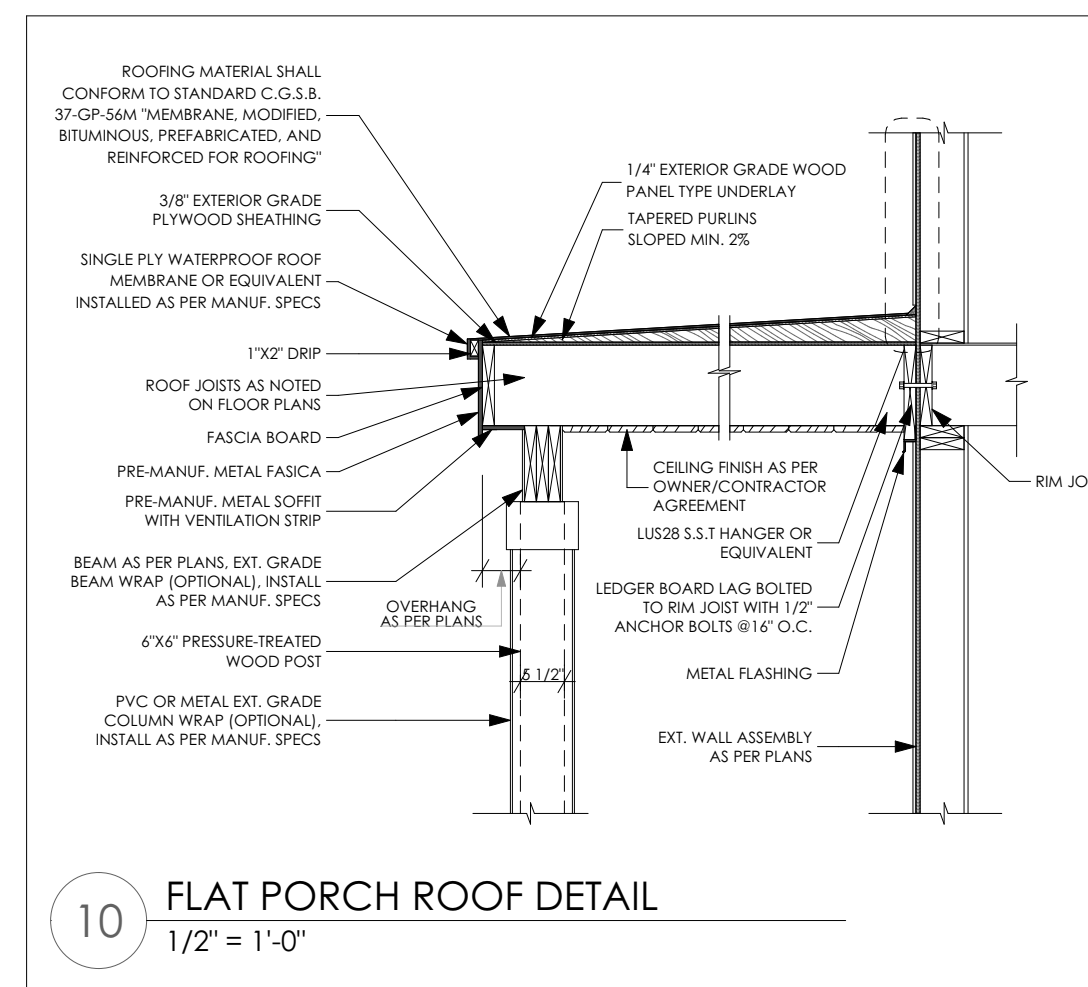 ROOFING MATERIAL SHALL
CONFORM TO STANDARD C.G.S.B.
37-GP-56M "MEMBRANE, MODIFIED,
BITUMINOUS, PREFABRICATED, AND
REINFORCED FOR ROOFING"
3/8" EXTERIOR GRADE
PLYWOOD SHEATHING
SINGLE PLY WATERPROOF ROOF
MEMBRANE OR EQUIVALENT
INSTALLED AS PER MANUF. SPECS
1"X2" DRIP
ROOF JOISTS AS NOTED
ON FLOOR PLANS
FASCIA BOARD
PRE-MANUF. METAL FASICA
PRE-MANUF. METAL SOFFIT
WITH VENTILATION STRIP
BEAM AS PER PLANS, EXT. GRADE
BEAM WRAP (OPTIONAL), INSTALL
AS PER MANUF. SPECS
6"X6" PRESSURE-TREATED
WOOD POST
PVC OR METAL EXT. GRADE
COLUMN WRAP (OPTIONAL),
INSTALL AS PER MANUF. SPECS
OVERHANG
AS PER PLANS
5 1/2"
1/4" EXTERIOR GRADE WOOD
PANEL TYPE UNDERLAY
TAPERED PURLINS
SLOPED MIN. 2%
CEILING FINISH AS PER
OWNER/CONTRACTOR
AGREEMENT
LUS28 S.S.T HANGER OR
EQUIVALENT
LEDGER BOARD LAG BOLTED
TO RIM JOIST WITH 1/2"
ANCHOR BOLTS @16" O.C.
METAL FLASHING
EXT. WALL ASSEMBLY
AS PER PLANS
RIM JO
10
FLAT PORCH ROOF DETAIL
1/2" = 1'-0"